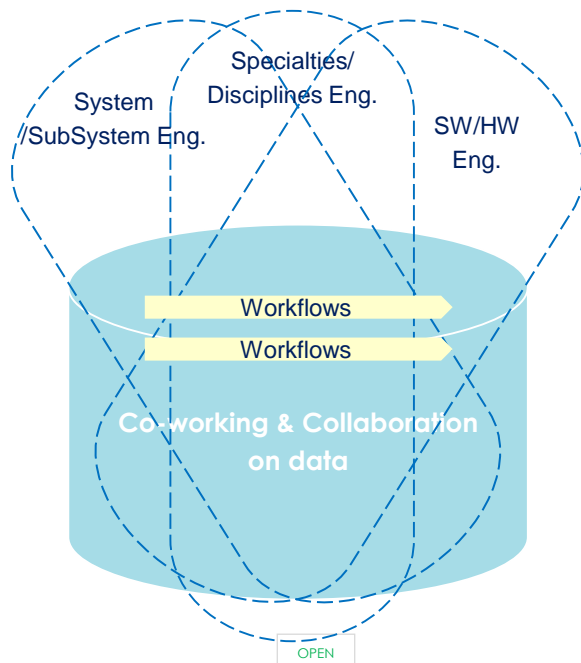 Specialties/
Disciplines Eng.
System
/SubSystem Eng.
SW/HW
Eng.
Workflows
Workflows
Co-working & Collaboration
on data
OPEN